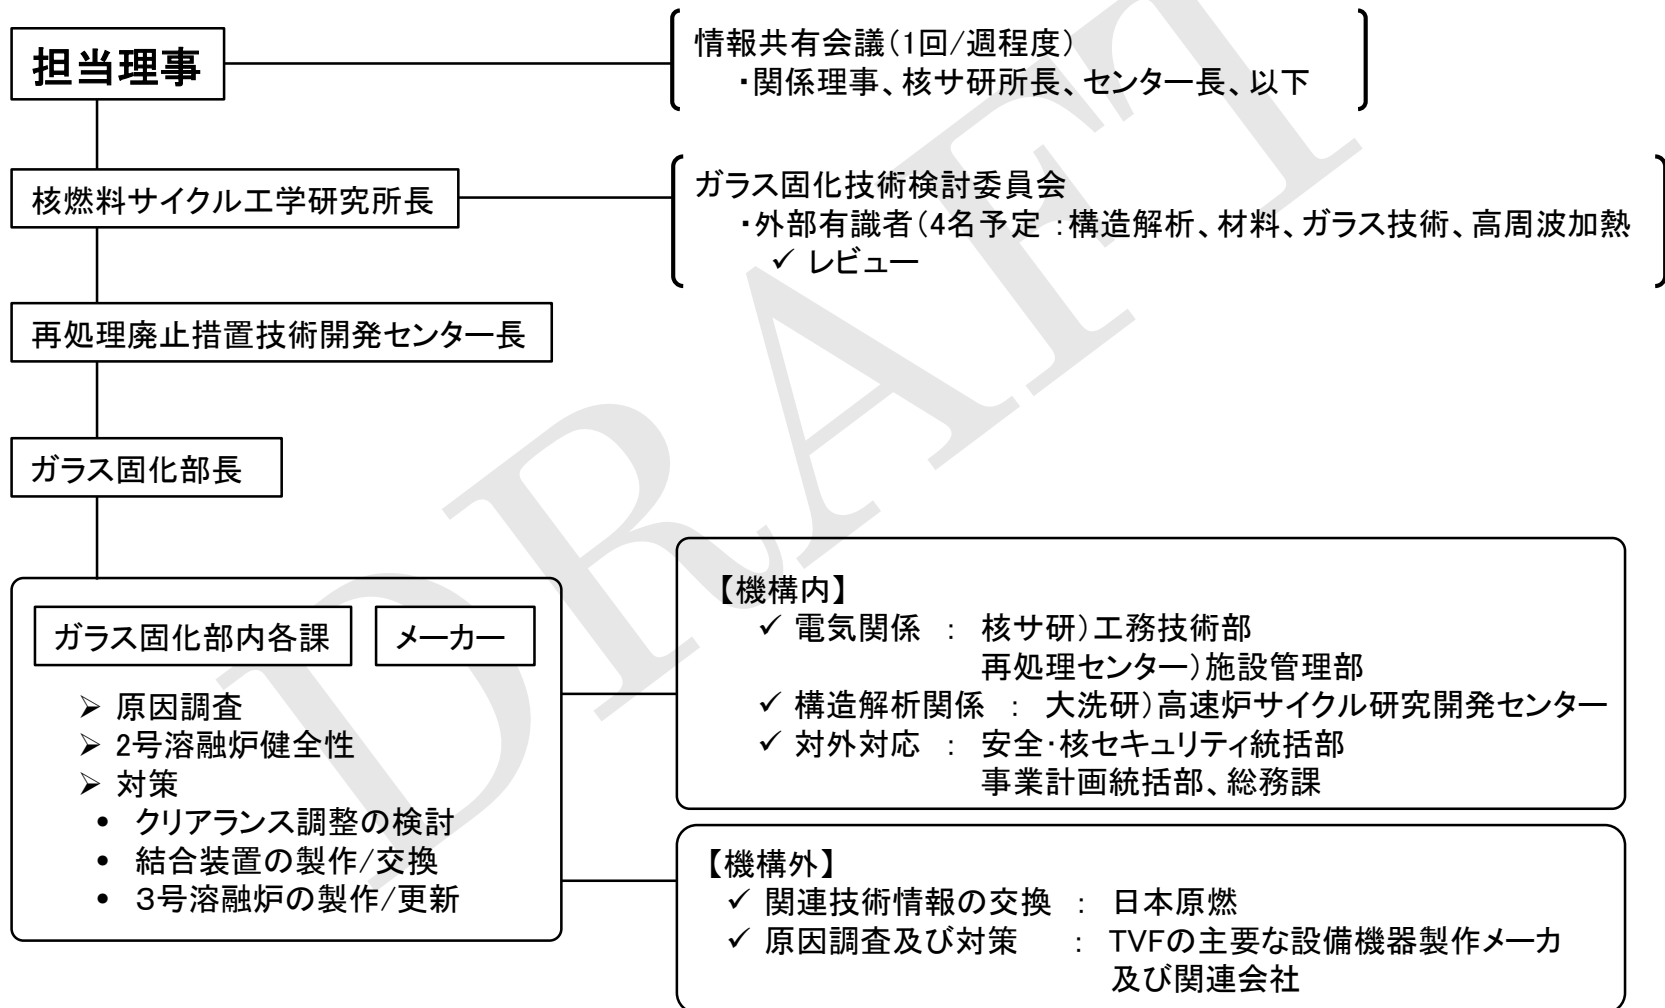 担当理事
情報共有会議(1回/週程度)
・関係理事、核サ研所長、センター長、以下
核燃料サイクル工学研究所長
ガラス固化技術検討委員会
・外部有識者(4名予定 :構造解析、材料、ガラス技術、高周波加熱
✓ レビュー
再処理廃止措置技術開発センター長
ガラス固化部長
ガラス固化部内各課
メーカー
➢ 原因調査
➢ 2号溶融炉健全性
➢ 対策
• クリアランス調整の検討
• 結合装置の製作/交換
• 3号溶融炉の製作/更新
【機構内】
✓ 電気関係 : 核サ研)工務技術部
再処理センター)施設管理部
✓ 構造解析関係 : 大洗研)高速炉サイクル研究開発センター
✓ 対外対応 : 安全・核セキュリティ統括部
事業計画統括部、総務課
【機構外】
✓ 関連技術情報の交換 : 日本原燃
✓ 原因調査及び対策 : TVFの主要な設備機器製作メーカ
及び関連会社
DRAFT